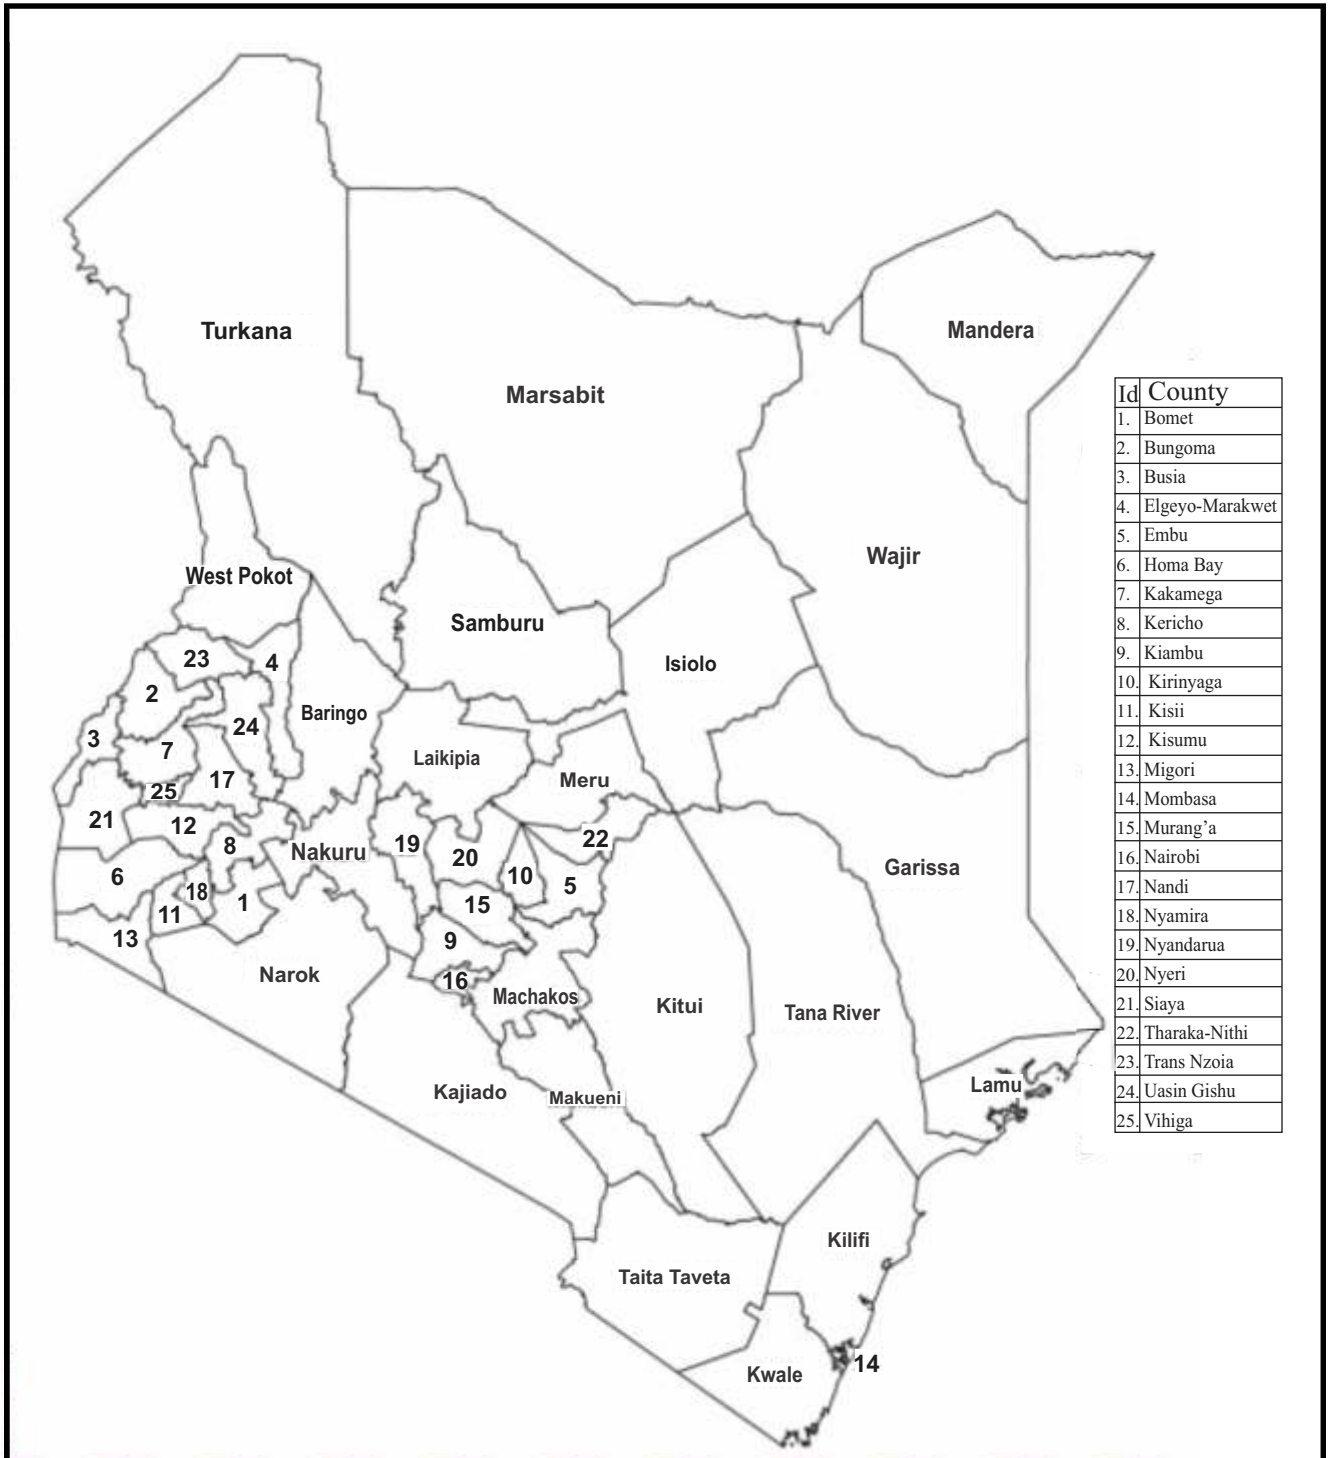 Turkana
Mandera
Marsabit
Wajir
West Pokot
Samburu
Isiolo
23
4
2
Baringo
24
3
7
Laikipia
17
Meru
25
21
12
22
8
19
Nakuru
20
Garissa
6
10
18
5
1
15
11
13
9
Narok
16
Machakos
Kitui
Tana River
Kajiado
Makueni
Lamu
Kilifi
Taita Taveta
14
Kwale
Id County
1. Bomet
2. Bungoma
3. Busia
4. Elgeyo-Marakwet
5. Embu
6. Homa Bay
7. Kakamega
8. Kericho
9. Kiambu
10. Kirinyaga
11. Kisii
12. Kisumu
13. Migori
14. Mombasa
15. Murang’a
16. Nairobi
17. Nandi
18. Nyamira
19. Nyandarua
20. Nyeri
21. Siaya
22. Tharaka-Nithi
23. Trans Nzoia
24. Uasin Gishu
25. Vihiga